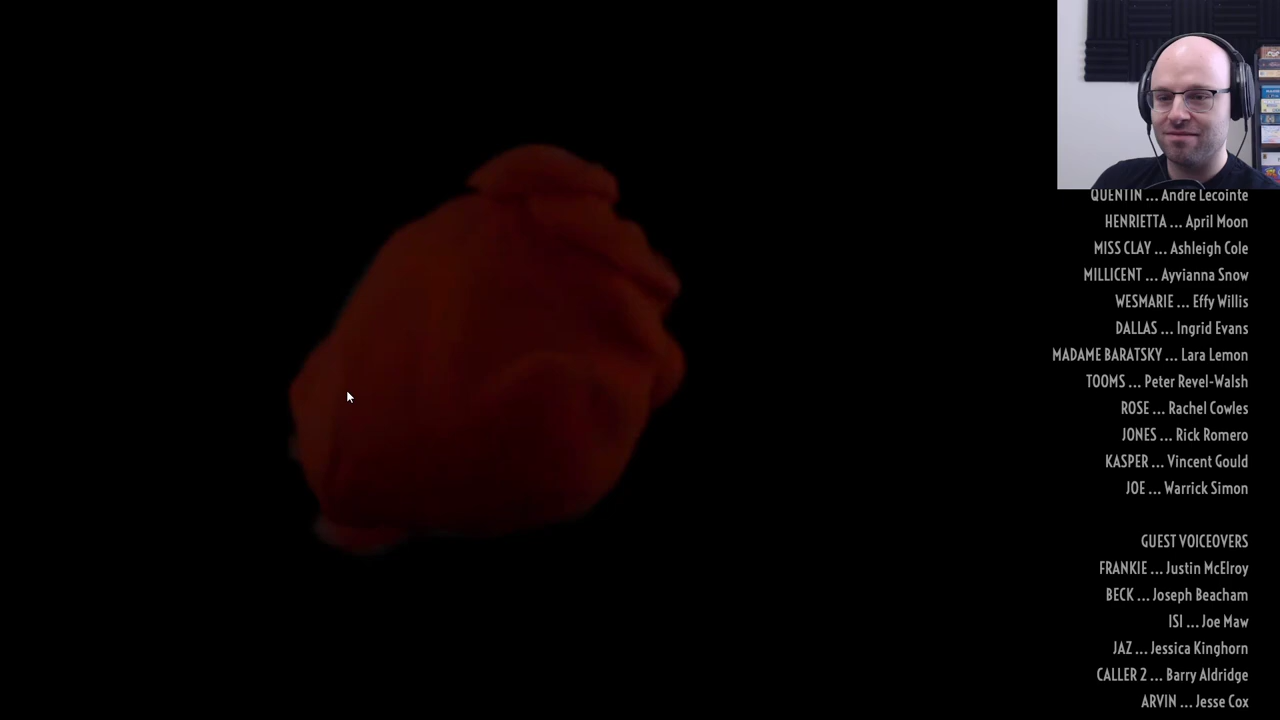 QUENTIN ... Andre Lecointe
HENRIETTA ... April Moon
MISS CLAY ... Ashleigh Cole
MILLICENT ... Ayvianna Snow
WESMARIE ... Effy Willis
DALLAS ... Ingrid Evans
MADAME BARATSKY ... Lara Lemon
TOOMS ... Peter Revel-Walsh
ROSE ... Rachel Cowles
JONES ... Rick Romero
KASPER ... Vincent Gould
JOE ... Warrick Simon
GUEST VOICEOVERS
FRANKIE ... Justin McElroy
BECK ... Joseph Beacham
ISI ... Joe Maw
JAZ ... Jessica Kinghorn
CALLER 2 ... Barry Aldridge
ARVIN ... Jesse Cox